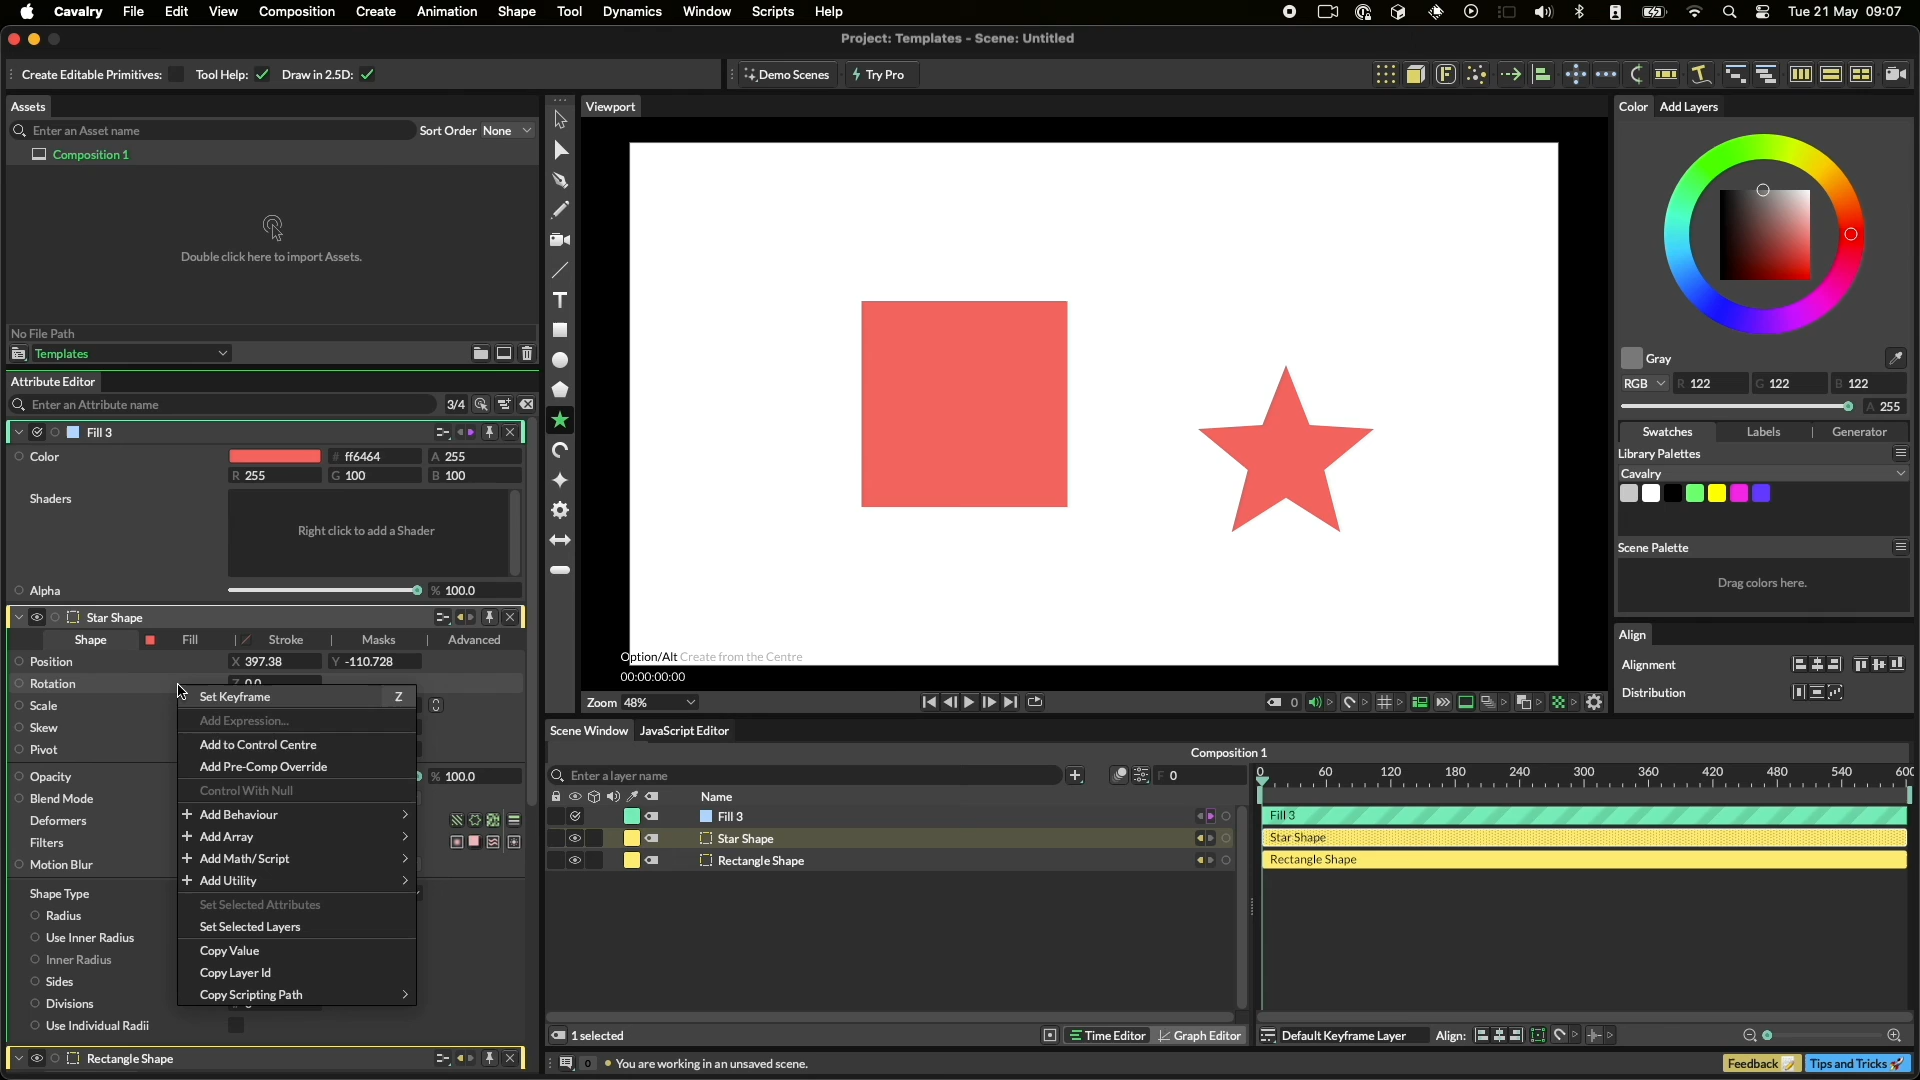 Cavalry File Edit View Composition Create Animation Shape Tool Dynamics Window Scripts Help Tue 21 May 09:07
Project: Templates - Scene: Untitled
Create Editable Primitives: Tool Help: Draw in 2.5D: Demo Scenes Try Pro
Assets
Enter an Asset name Sort Order None
Composition 1
Double click here to import Assets.
No File Path
Templates
Attribute Editor
Enter an Attribute name 3/4
Fill 3
Color # ff6464 A 255
R 255 G 100 B 100
Shaders
Right click to add a Shader
Alpha % 100.0
Star Shape
Shape Fill Stroke Masks Advanced
Position X 397.38 Y -110.728
Rotation
Scale
Skew
Pivot
Opacity % 100.0
Blend Mode
Deformers
Filters
Motion Blur
Shape Type
Radius
Use Inner Radius
Inner Radius
Sides
Divisions
Use Individual Radii
Rectangle Shape
Set Keyframe Z
Add Expression...
Add to Control Centre
Add Pre-Comp Override
Control With Null
+ Add Behaviour
+ Add Array
+ Add Math/Script
+ Add Utility
Set Selected Attributes
Set Selected Layers
Copy Value
Copy Layer Id
Copy Scripting Path
Viewport
Option/Alt Create from the Centre
00:00:00:00
Zoom 48% 0
Scene Window JavaScript Editor
Composition 1
Enter a layer name F 0
0 60 120 180 240 300 360 420 480 540 600
Name
Fill 3 Fill 3
Star Shape Star Shape
Rectangle Shape Rectangle Shape
1 selected Time Editor Graph Editor Default Keyframe Layer Align:
0 You are working in an unsaved scene. Feedback Tips and Tricks
Color Add Layers
Gray
RGB R 122 G 122 B 122
A 255
Swatches Labels Generator
Library Palettes
Cavalry
Scene Palette
Drag colors here.
Align
Alignment
Distribution